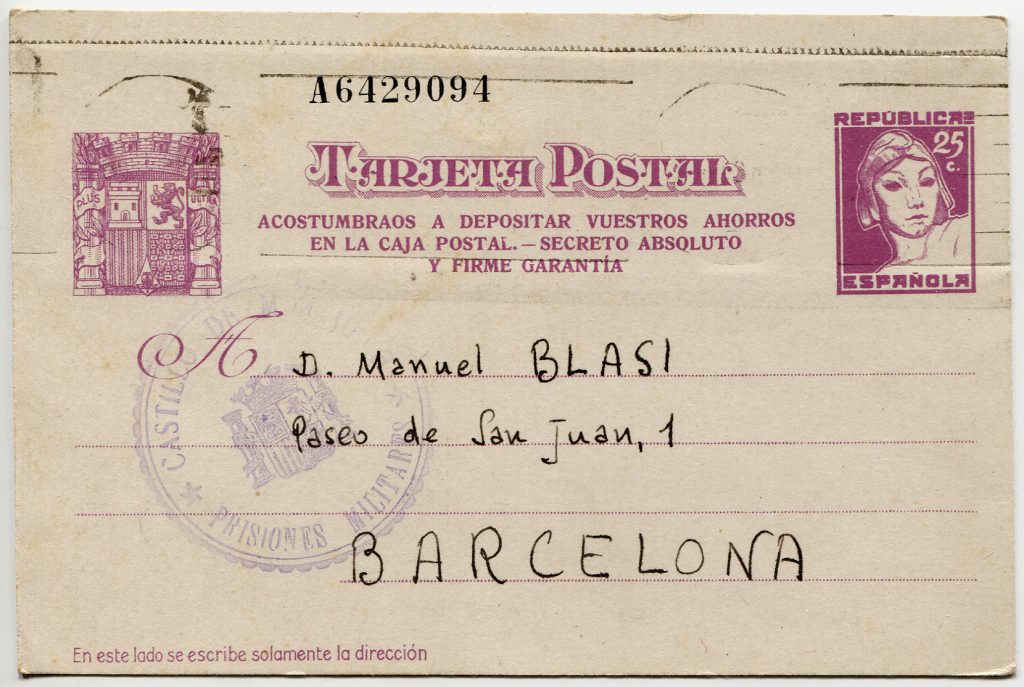 A6429094
REPÚBLICA
25
C.
TARJETA POSTAL
PLUS
ULTRA
ACOSTUMBRAOS A DEPOSITAR VUESTROS AHORROS
EN LA CAJA POSTAL.—SECRETO ABSOLUTO
Y FIRME GARANTÍA
ESPAÑOLA
A D. Manuel BLASI
Paseo de San Juan, 1
CASTILLO DE
PRISIONES MILITARES
BARCELONA
En este lado se escribe solamente la dirección